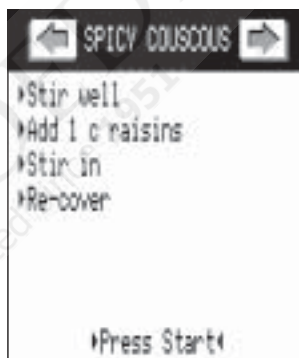 SPICY COUSCOUS
Stir well
Add 1 c raisins
Stir in
Re-cover
Press Start